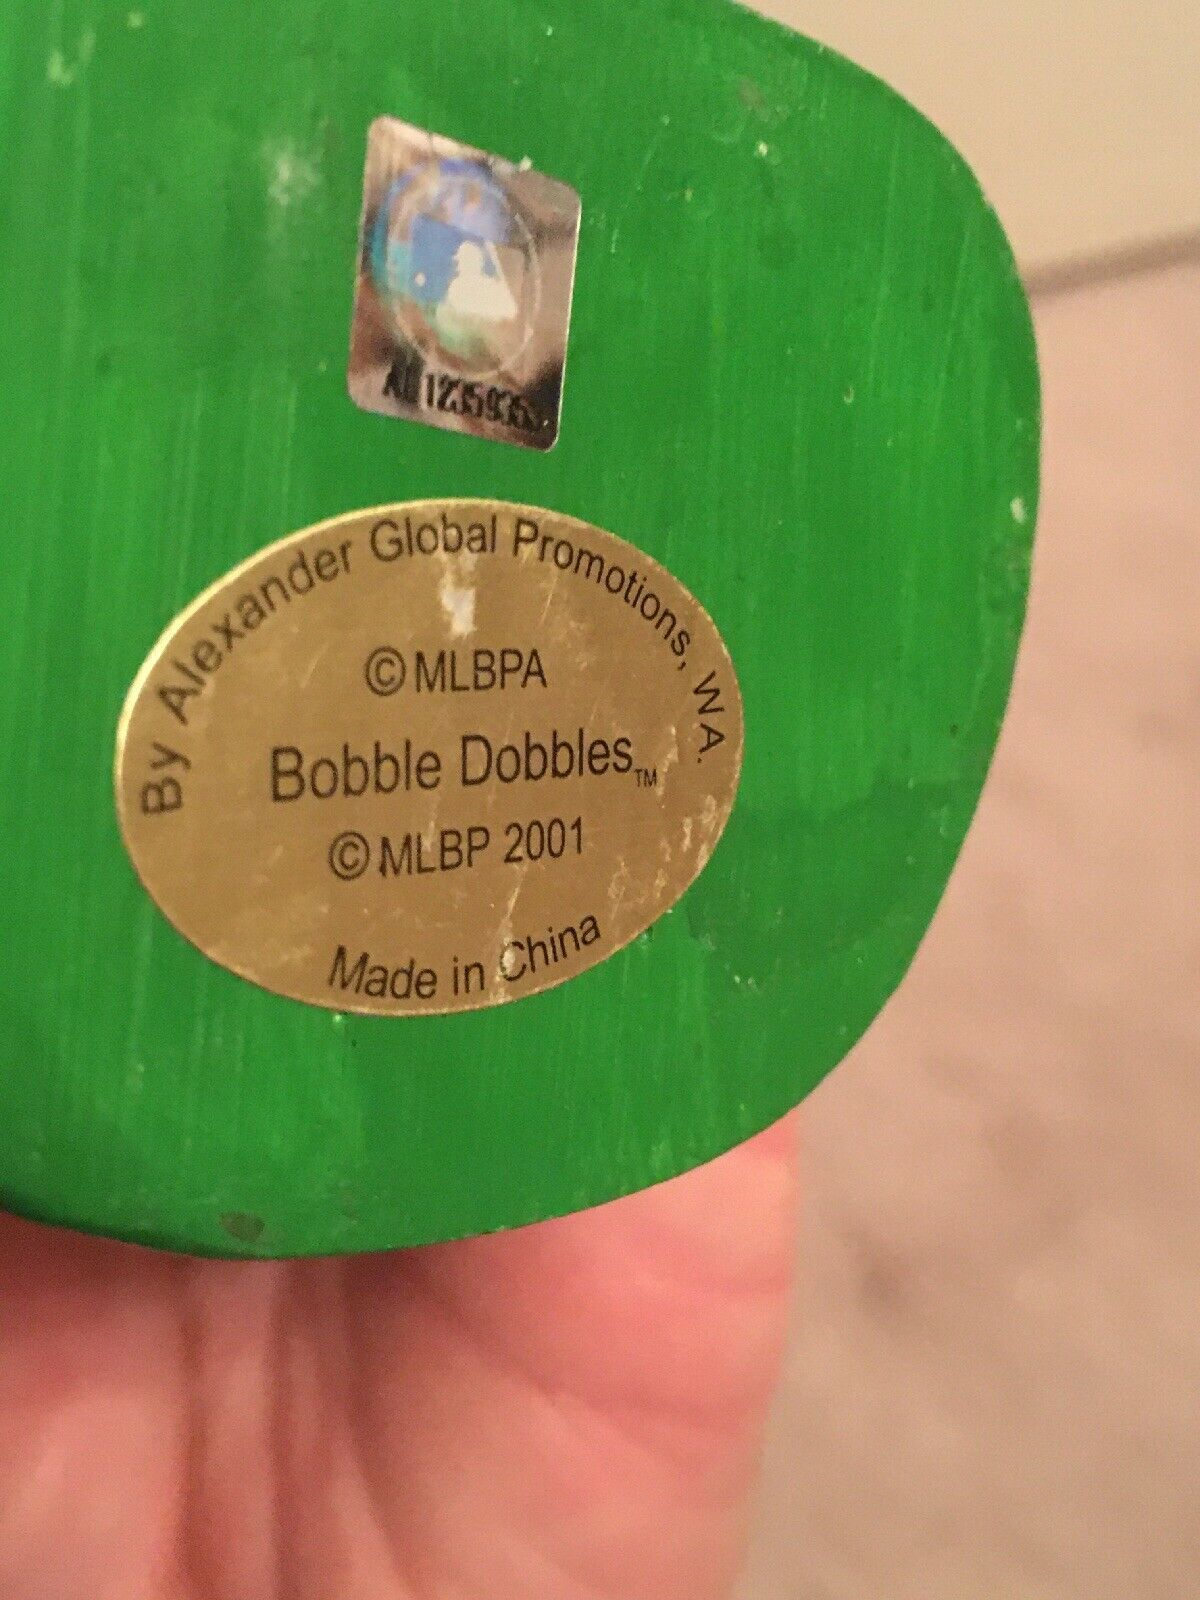 By Alexander Global Promotions, WA.
©MLBPA
Bobble Dobbles™
©MLBP 2001
Made in China